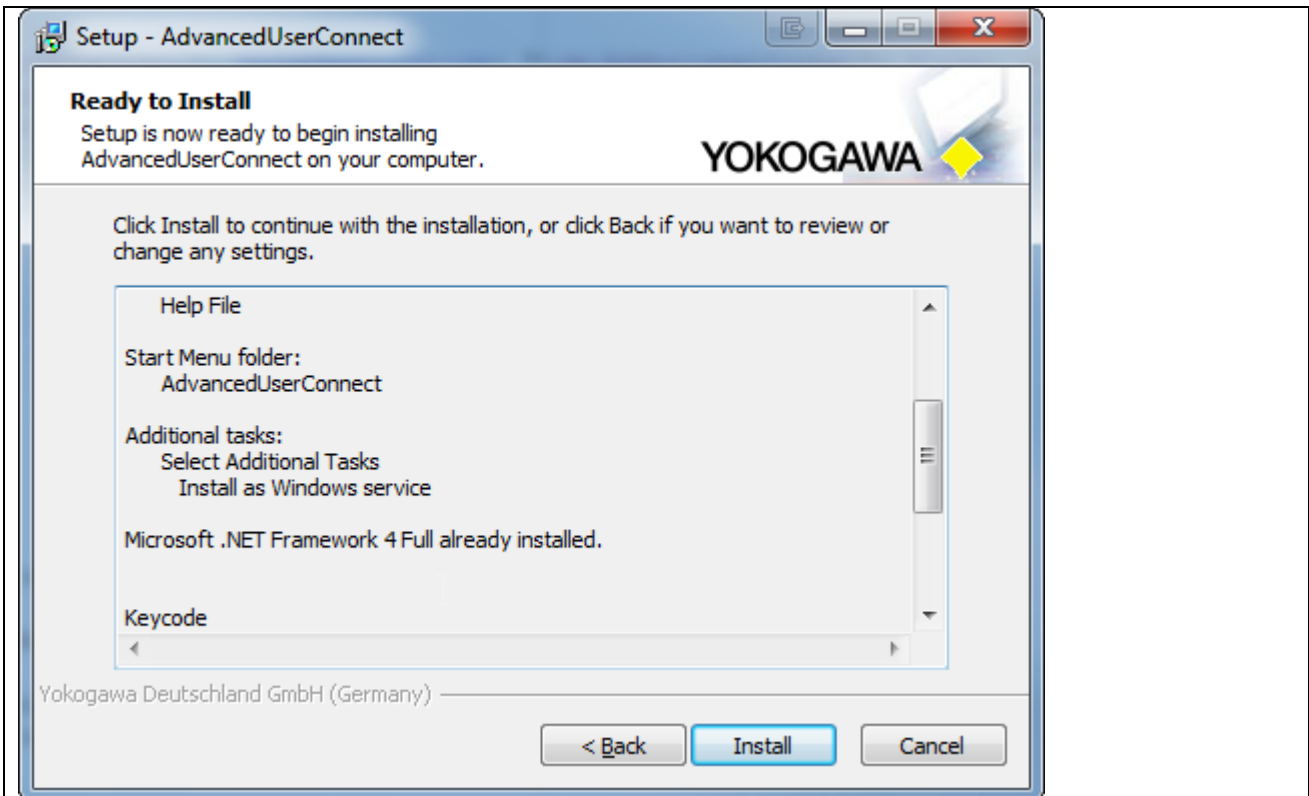 Setup - AdvancedUserConnect
Ready to Install
Setup is now ready to begin installing
AdvancedUserConnect on your computer.
YOKOGAWA
Click Install to continue with the installation, or click Back if you want to review or
change any settings.
Help File
Start Menu folder:
AdvancedUserConnect
Additional tasks:
Select Additional Tasks
Install as Windows service
Microsoft .NET Framework 4 Full already installed.
Keycode
Yokogawa Deutschland GmbH (Germany)
< Back
Install
Cancel